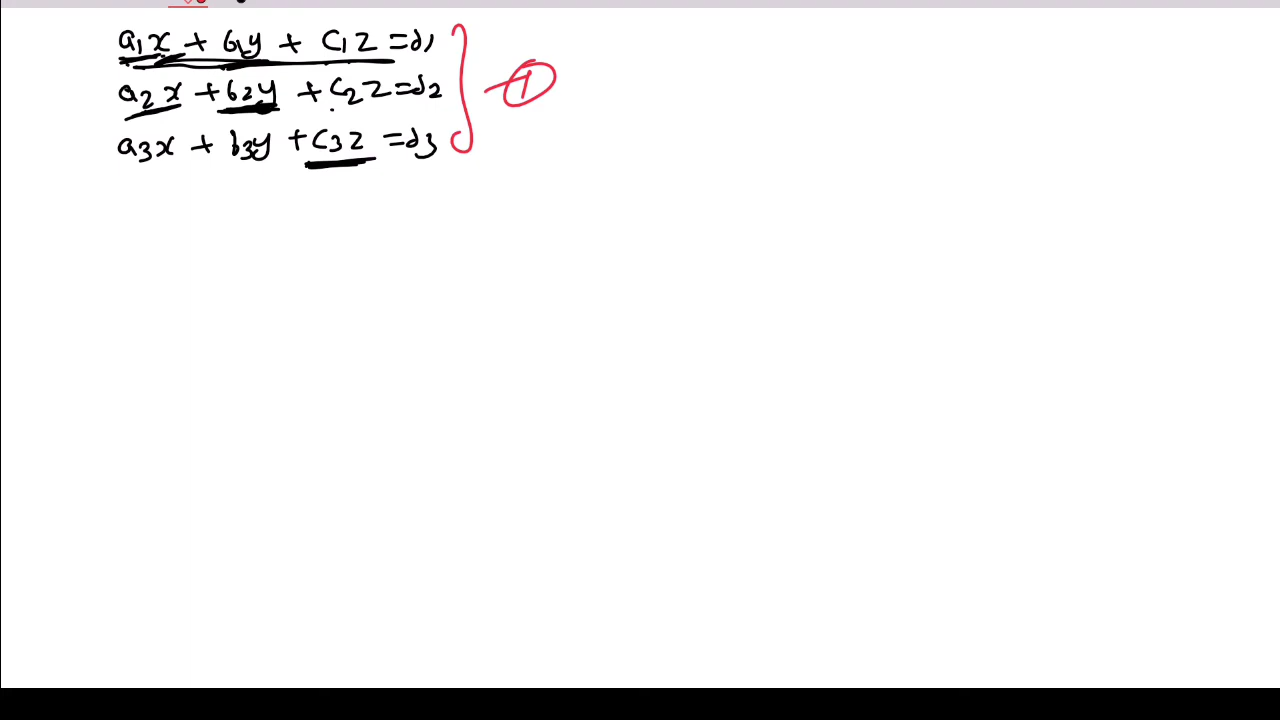 a₁x + b₁y + c₁z = d₁
a₂x + b₂y + c₂z = d₂
a₃x + b₃y + c₃z = d₃
①